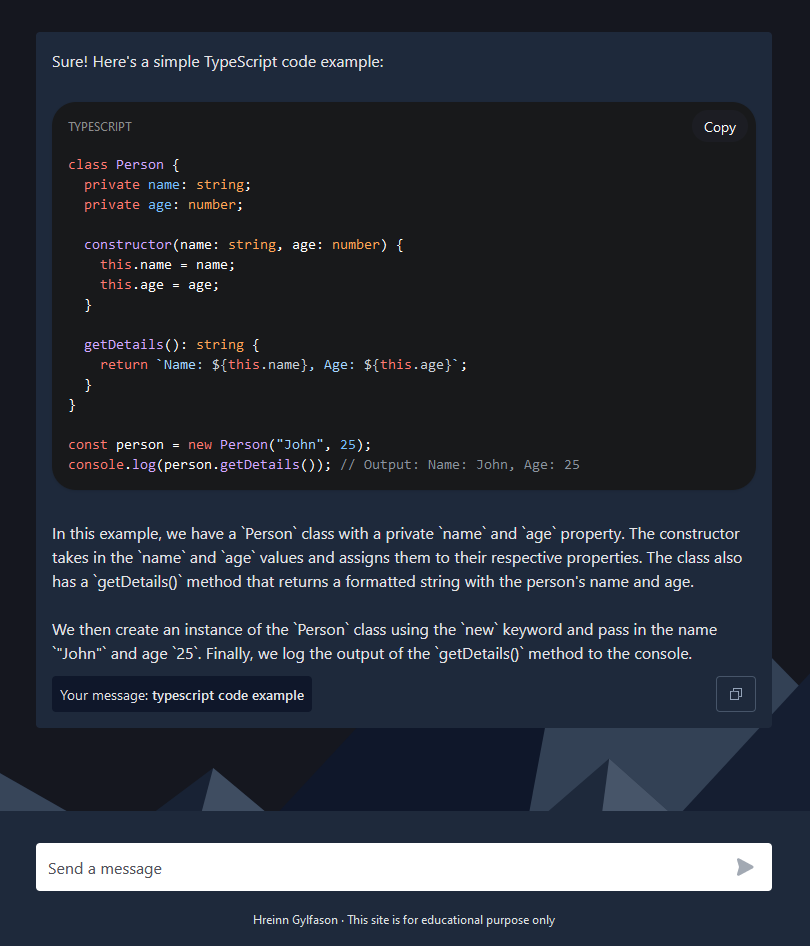 Sure! Here's a simple TypeScript code example:
TYPESCRIPT
Copy
class Person {
  private name: string;
  private age: number;

  constructor(name: string, age: number) {
    this.name = name;
    this.age = age;
  }

  getDetails(): string {
    return `Name: ${this.name}, Age: ${this.age}`;
  }
}

const person = new Person("John", 25);
console.log(person.getDetails()); // Output: Name: John, Age: 25
In this example, we have a `Person` class with a private `name` and `age` property. The constructor
takes in the `name` and `age` values and assigns them to their respective properties. The class also
has a `getDetails()` method that returns a formatted string with the person's name and age.
We then create an instance of the `Person` class using the `new` keyword and pass in the name
`"John"` and age `25`. Finally, we log the output of the `getDetails()` method to the console.
Your message: typescript code example
Send a message
Hreinn Gylfason · This site is for educational purpose only